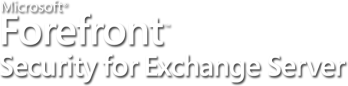 Microsoft®
Forefront™
Security for Exchange Server